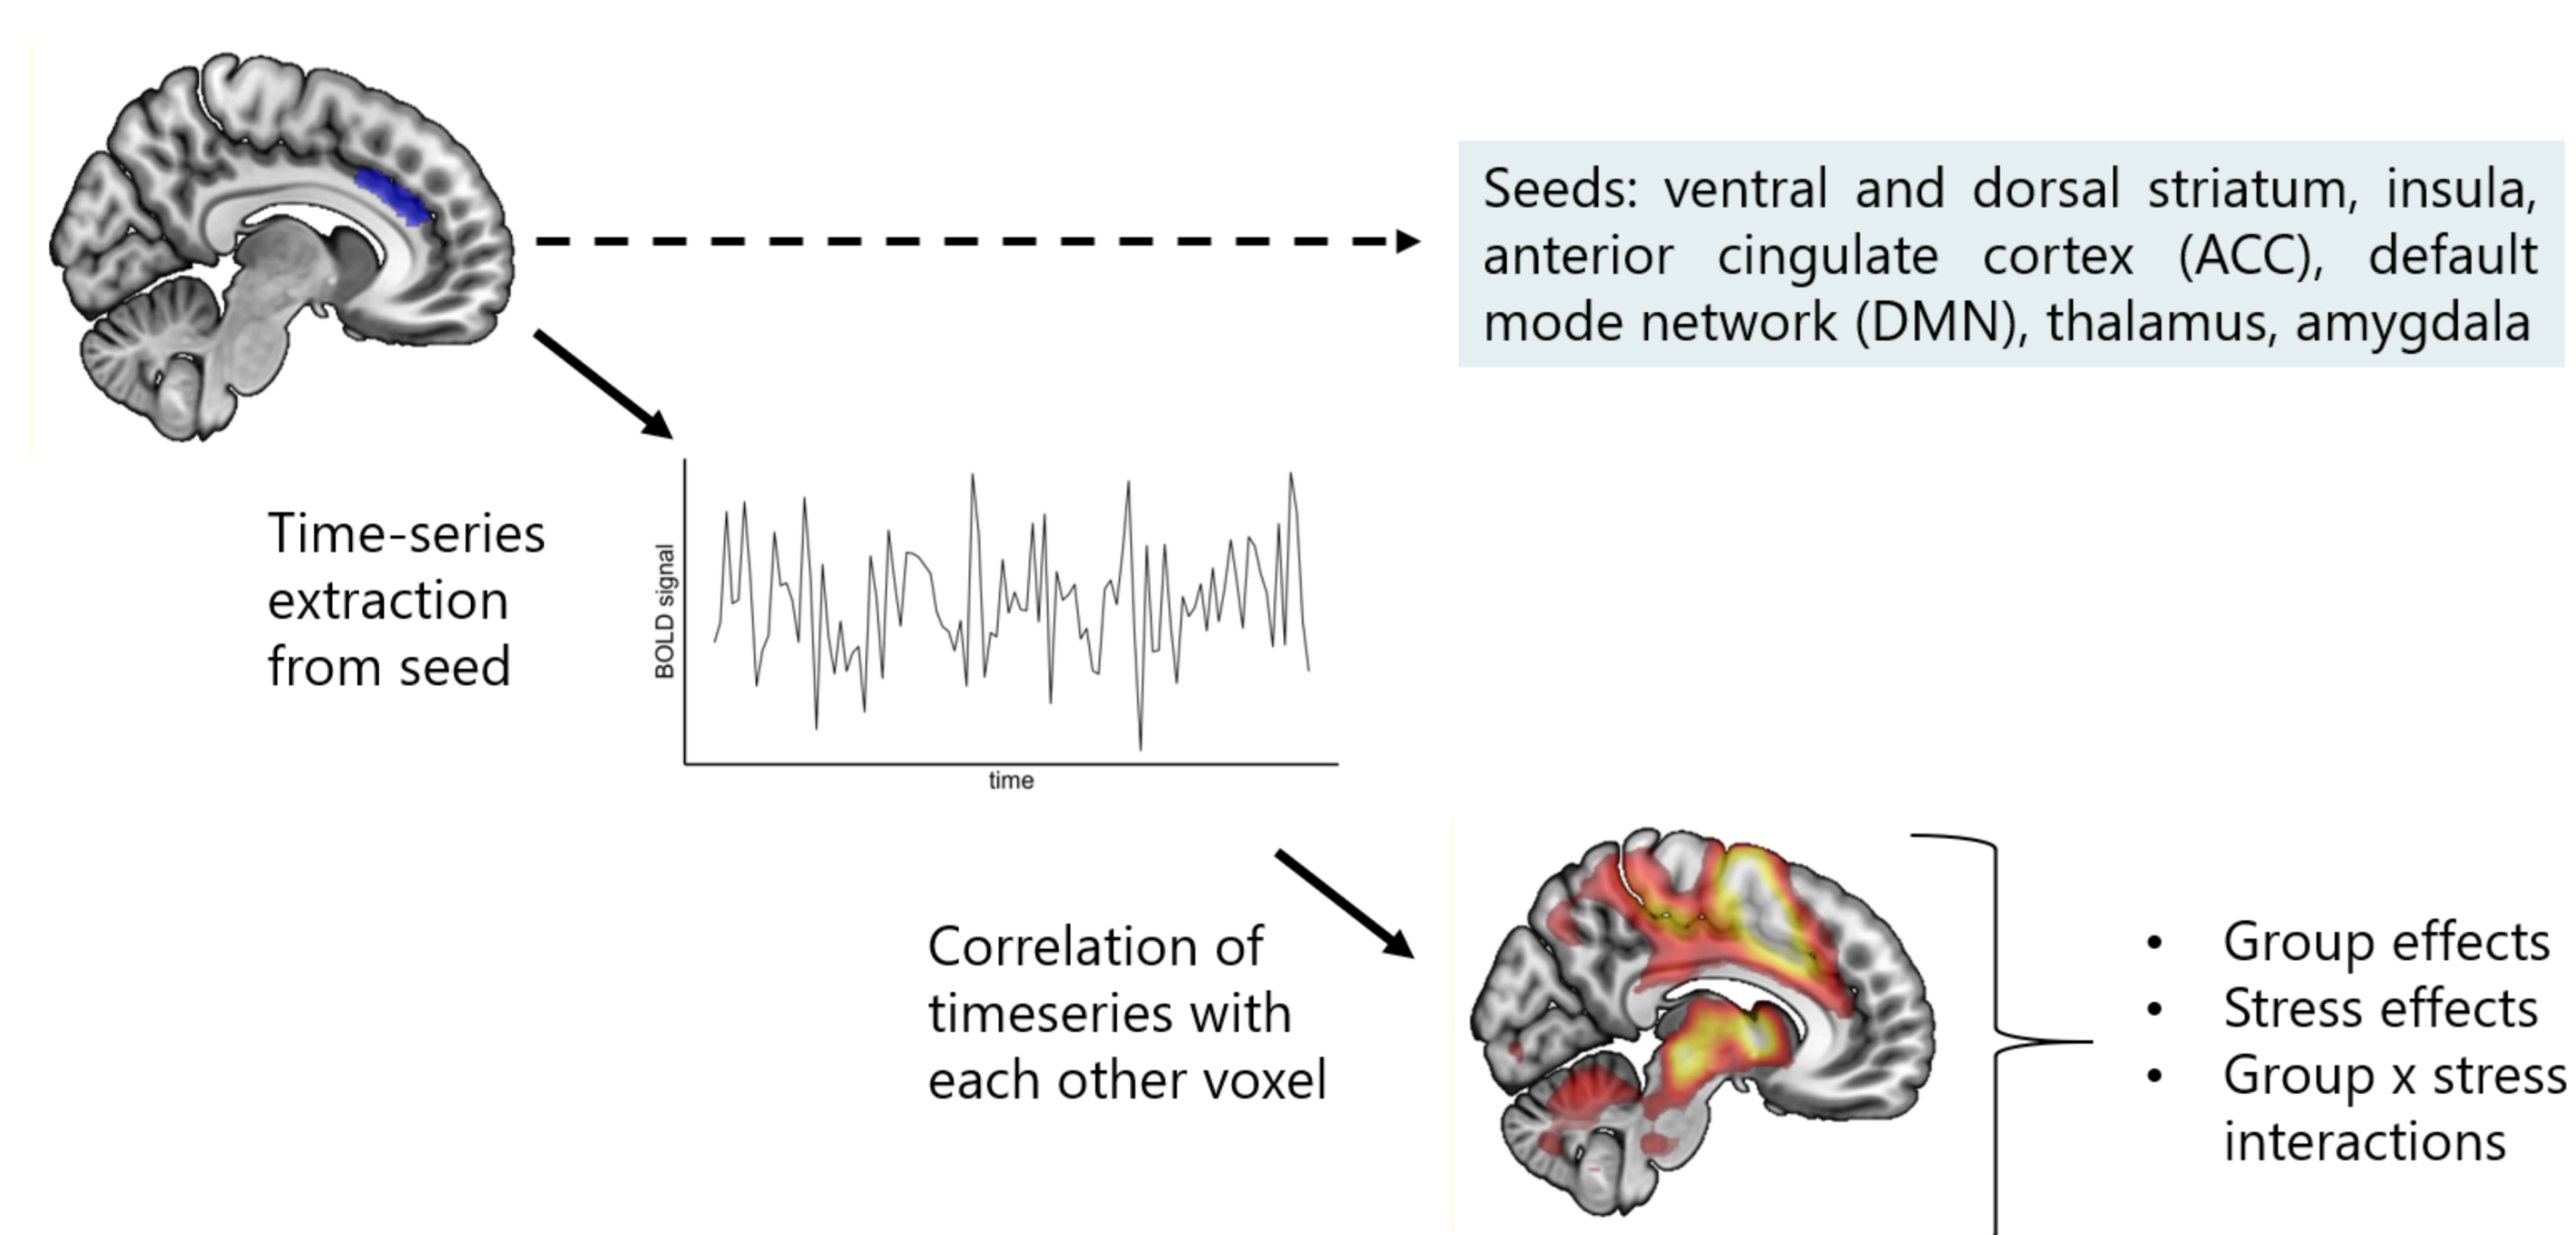 Seeds: ventral and dorsal striatum, insula,
anterior cingulate cortex (ACC), default
mode network (DMN), thalamus, amygdala
Time-series
extraction
from seed
BOLD signal
time
Correlation of
timeseries with
each other voxel
• Group effects
• Stress effects
• Group x stress
interactions